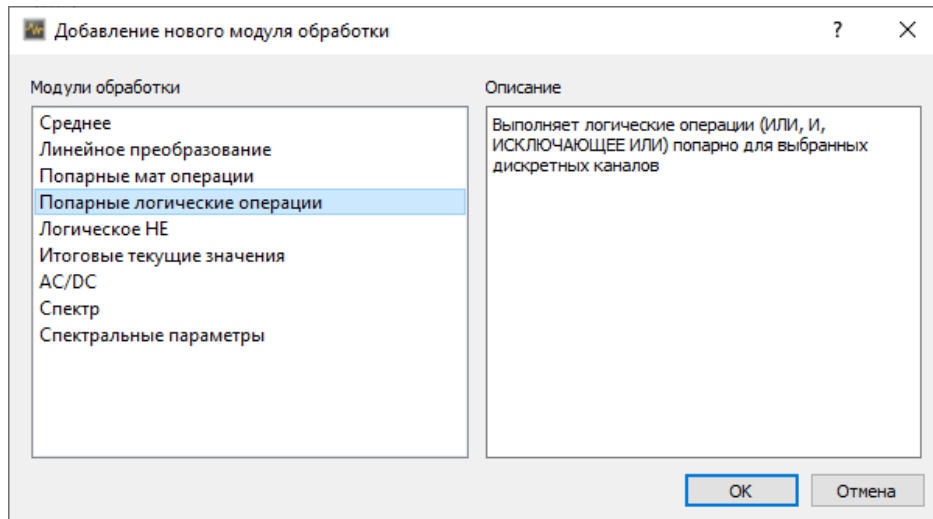 Добавление нового модуля обработки
?
Модули обработки
Среднее
Линейное преобразование
Попарные мат операции
Попарные логические операции
Логическое НЕ
Итоговые текущие значения
AC/DC
Спектр
Спектральные параметры
Описание
Выполняет логические операции (ИЛИ, И,
ИСКЛЮЧАЮЩЕЕ ИЛИ) попарно для выбранных
дискретных каналов
OK
Отмена